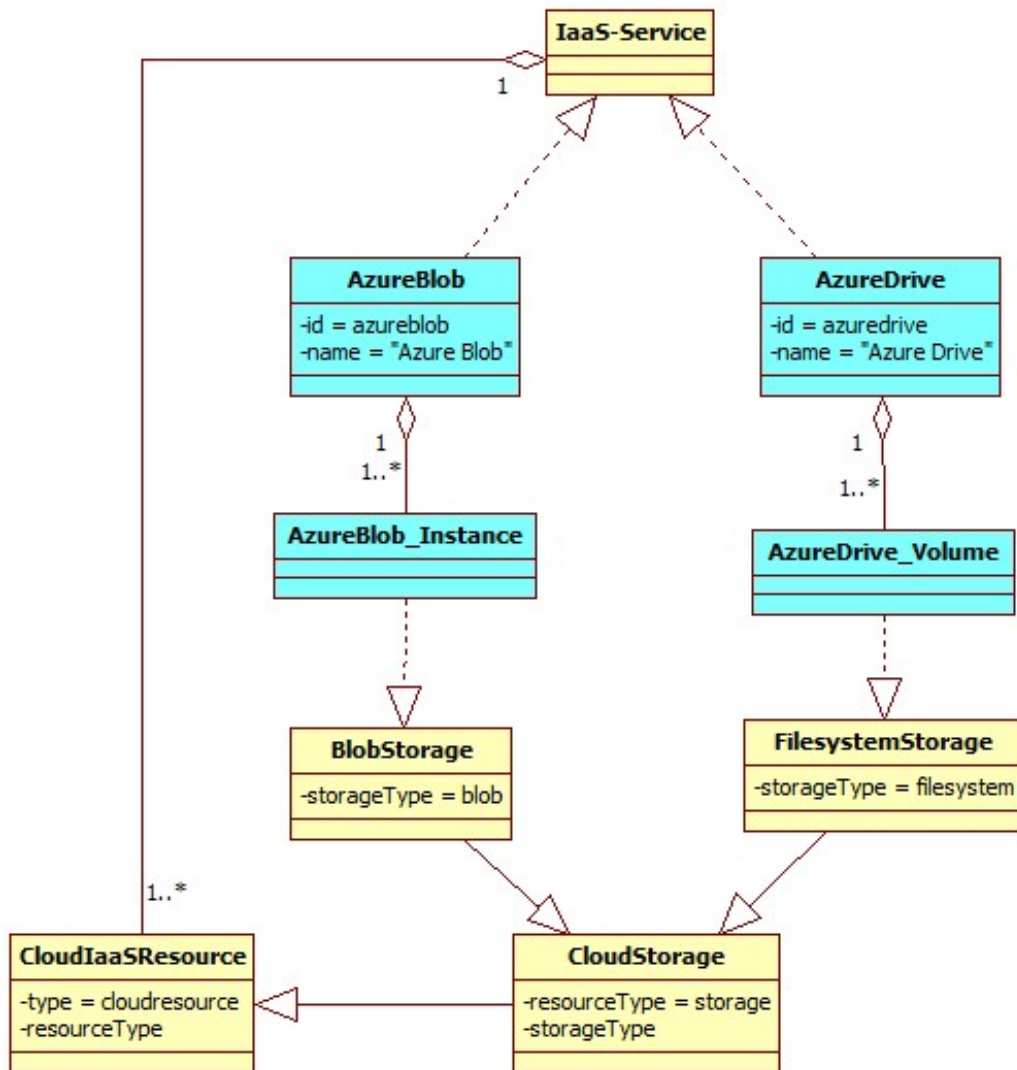 IaaS-Service
1
AzureBlob
-id = azureblob
-name = "Azure Blob"
AzureDrive
-id = azuredrive
-name = "Azure Drive"
1
1..*
1
1..*
AzureBlob_Instance
AzureDrive_Volume
BlobStorage
-storageType = blob
FilesystemStorage
-storageType = filesystem
1..*
CloudIaaSResource
-type = cloudresource
-resourceType
CloudStorage
-resourceType = storage
-storageType